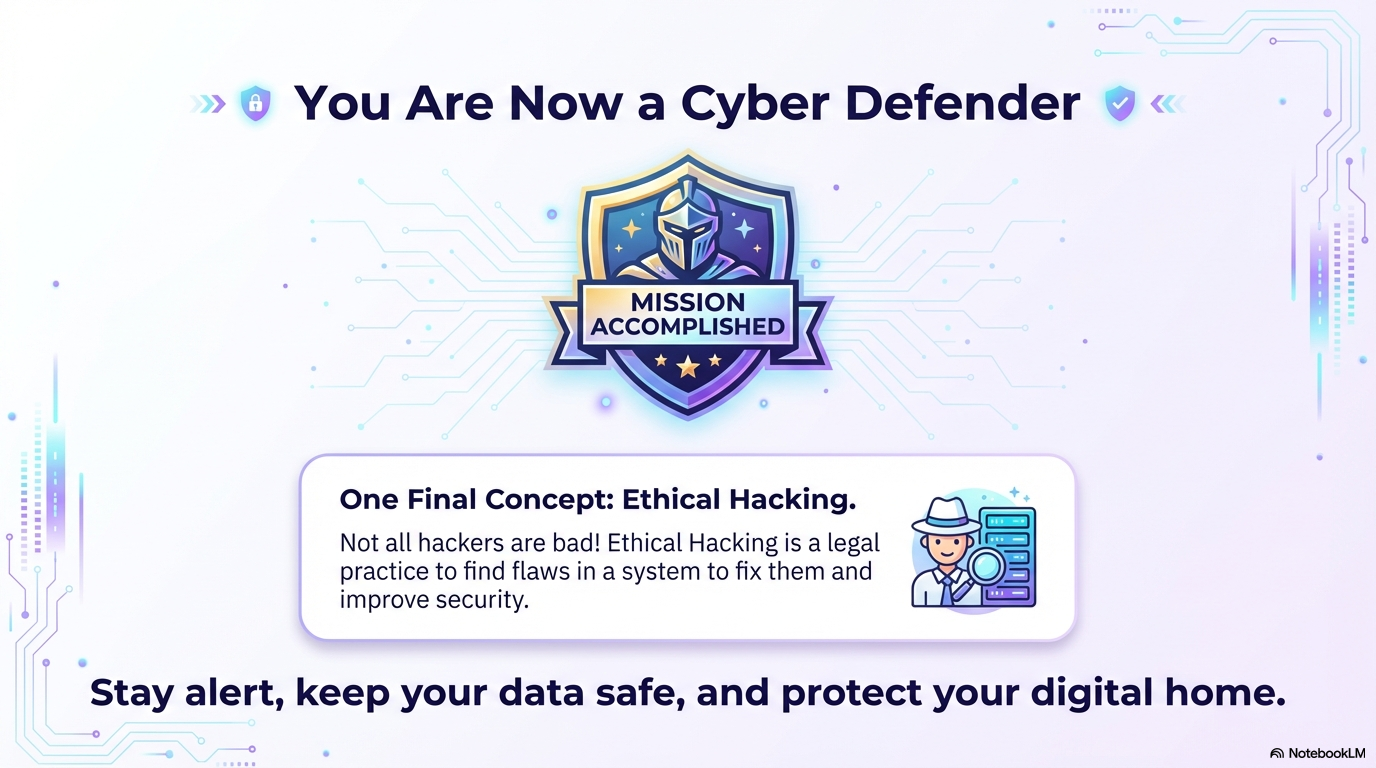 You Are Now a Cyber Defender
MISSION
ACCOMPLISHED
One Final Concept: Ethical Hacking.
Not all hackers are bad! Ethical Hacking is a legal
practice to find flaws in a system to fix them and
improve security.
Stay alert, keep your data safe, and protect your digital home.
NotebookLM